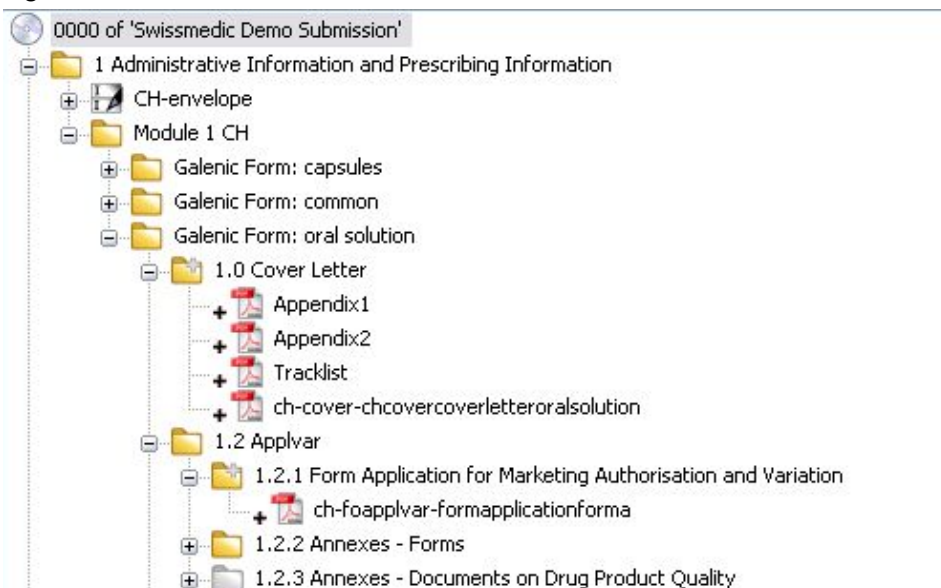 0000 of 'Swissmedic Demo Submission'
1 Administrative Information and Prescribing Information
CH-envelope
Module 1 CH
Galenic Form: capsules
Galenic Form: common
Galenic Form: oral solution
1.0 Cover Letter
Appendix1
Appendix2
Tracklist
ch-cover-chcovercoverletteroralsolution
1.2 Applvar
1.2.1 Form Application for Marketing Authorisation and Variation
ch-foapplvar-formapplicationforma
1.2.2 Annexes - Forms
1.2.3 Annexes - Documents on Drug Product Quality